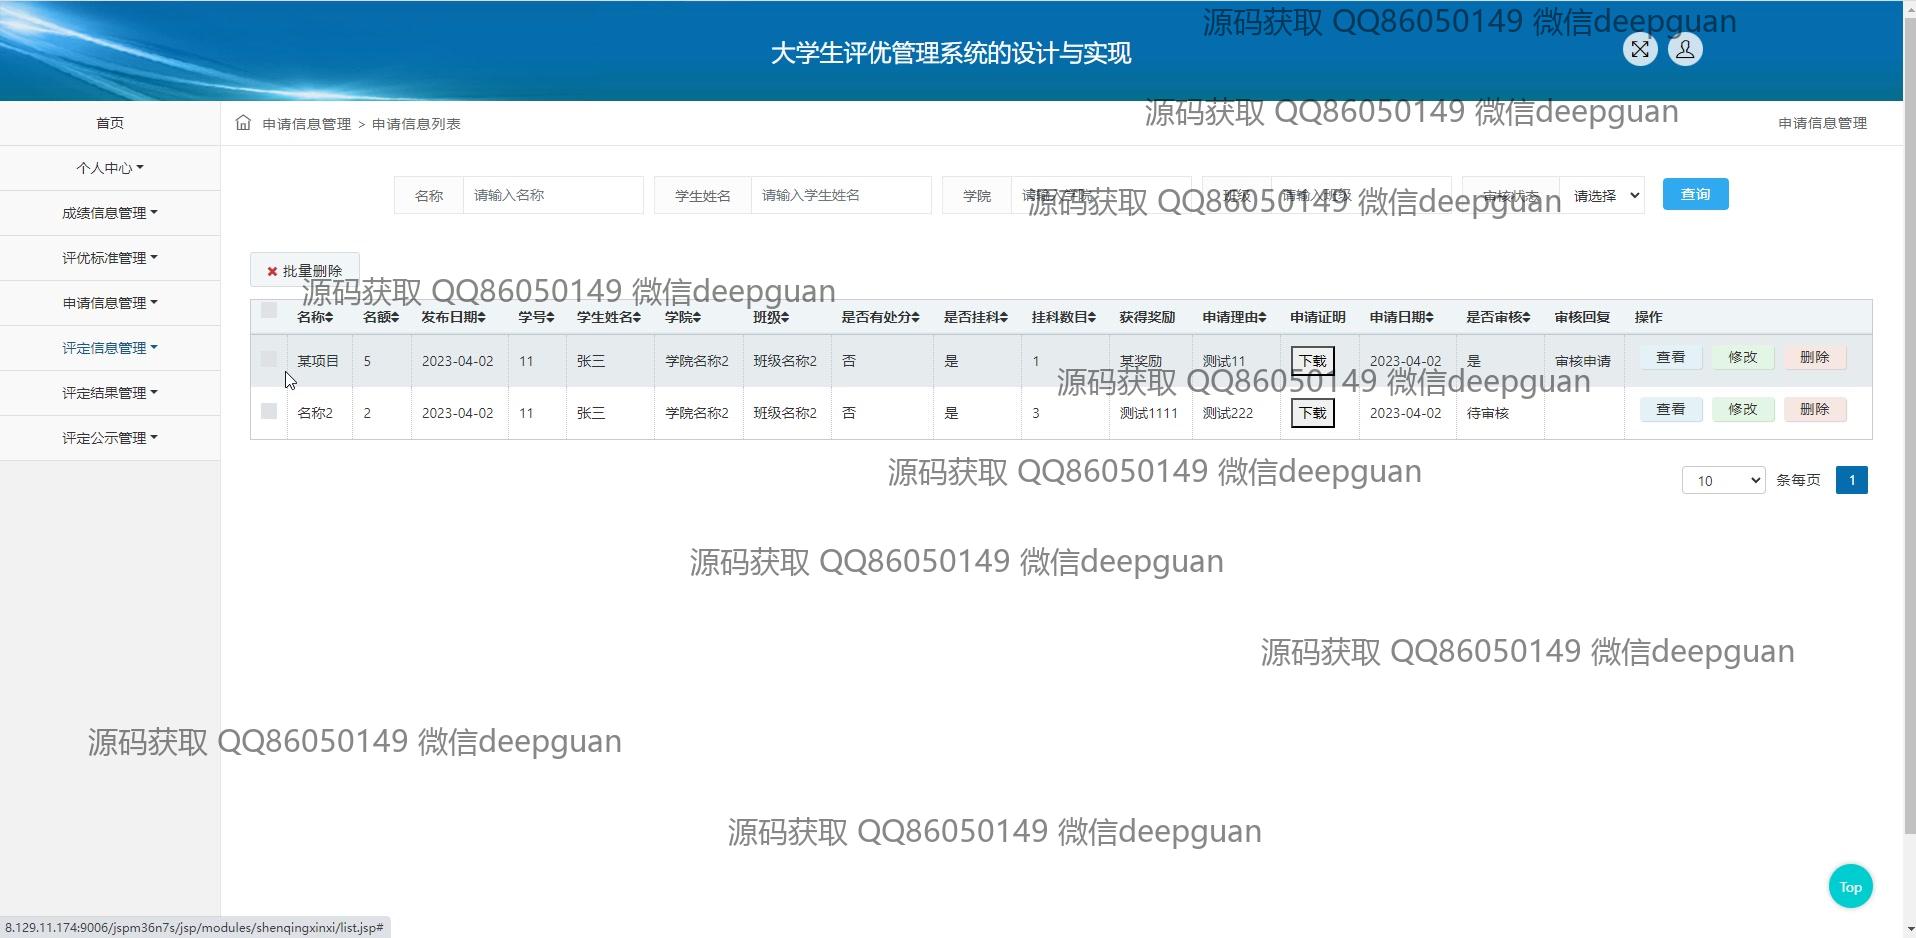 源码获取 QQ86050149 微信deepguan
大学生评优管理系统的设计与实现
首页
个人中心
成绩信息管理
评优标准管理
申请信息管理
评定信息管理
评定结果管理
评定公示管理
申请信息管理 > 申请信息列表
源码获取 QQ86050149 微信deepguan
申请信息管理
名称 请输入名称 学生姓名 请输入学生姓名 学院 请输入学院 班级 请输入班级 审核状态 请选择 查询
源码获取 QQ86050149 微信deepguan
批量删除
源码获取 QQ86050149 微信deepguan
名称 名额 发布日期 学号 学生姓名 学院 班级 是否有处分 是否挂科 挂科数目 获得奖励 申请理由 申请证明 申请日期 是否审核 审核回复 操作
某项目 5 2023-04-02 11 张三 学院名称2 班级名称2 否 是 1 某奖励 测试11 下载 2023-04-02 是 审核申请 查看 修改 删除
源码获取 QQ86050149 微信deepguan
名称2 2 2023-04-02 11 张三 学院名称2 班级名称2 否 是 3 测试1111 测试222 下载 2023-04-02 待审核 查看 修改 删除
源码获取 QQ86050149 微信deepguan
10 条每页 1
源码获取 QQ86050149 微信deepguan
源码获取 QQ86050149 微信deepguan
源码获取 QQ86050149 微信deepguan
源码获取 QQ86050149 微信deepguan
Top
8.129.11.174:9006/jspm36n7s/jsp/modules/shenqingxinxi/list.jsp#